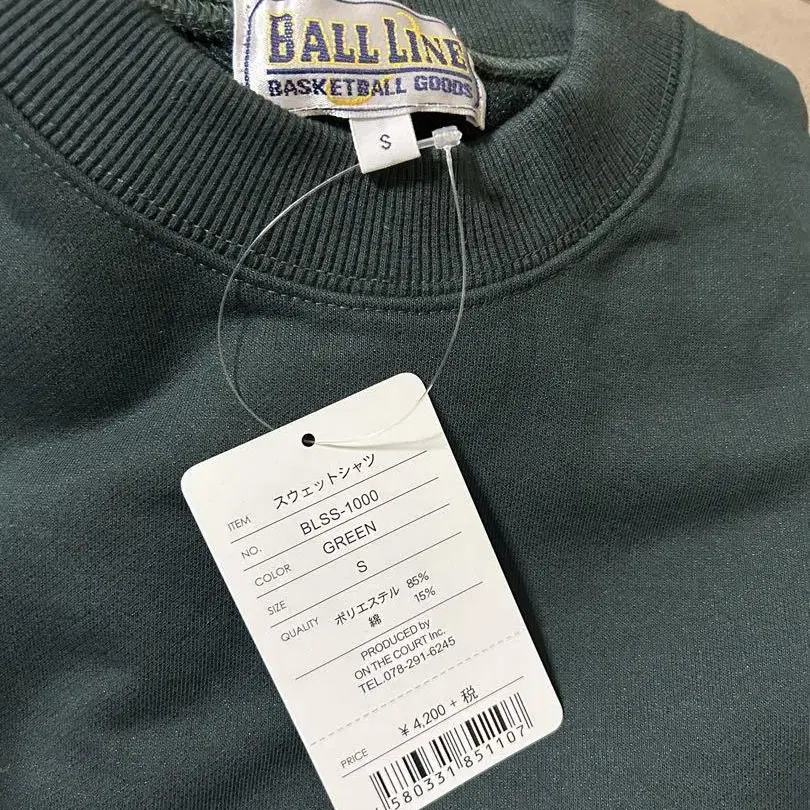 BALL LINE
BASKETBALL GOODS
S
ITEM スウェットシャツ
NO. BLSS-1000
COLOR GREEN
SIZE S
QUALITY ポリエステル 85%
綿 15%
PRODUCED by
ON THE COURT Inc.
TEL.078-291-6245
PRICE ¥ 4,200 + 税
580331 851107